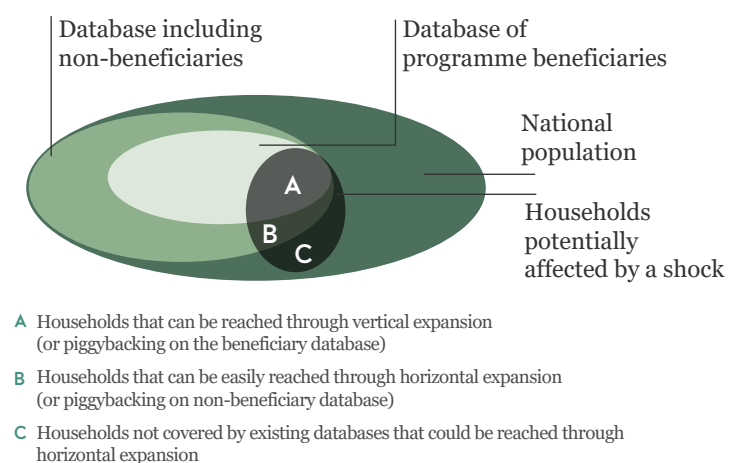 Database including
non-beneficiaries
Database of
programme beneficiaries
National
population
Households
potentially
affected by a shock
A
B
C
A Households that can be reached through vertical expansion
(or piggybacking on the beneficiary database)
B Households that can be easily reached through horizontal expansion
(or piggybacking on non-beneficiary database)
C Households not covered by existing databases that could be reached through
horizontal expansion